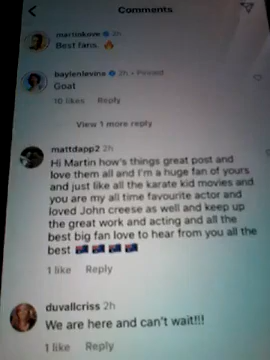 Comments
martinkove 2h
Best fans. 🔥
baylenlevine 2h • Pinned
Goat
10 likes Reply
View 1 more reply
mattdapp2 2h
Hi Martin how's things great post and
love them all and I'm a huge fan of yours
and just like all the karate kid movies and
you are my all time favourite actor and
loved John creese as well and keep up
the great work and acting and all the
best big fan love to hear from you all the
best 🇦🇺 🇦🇺 🇦🇺 🇦🇺
1 like Reply
duvallcriss 2h
We are here and can't wait!!!
1 like Reply